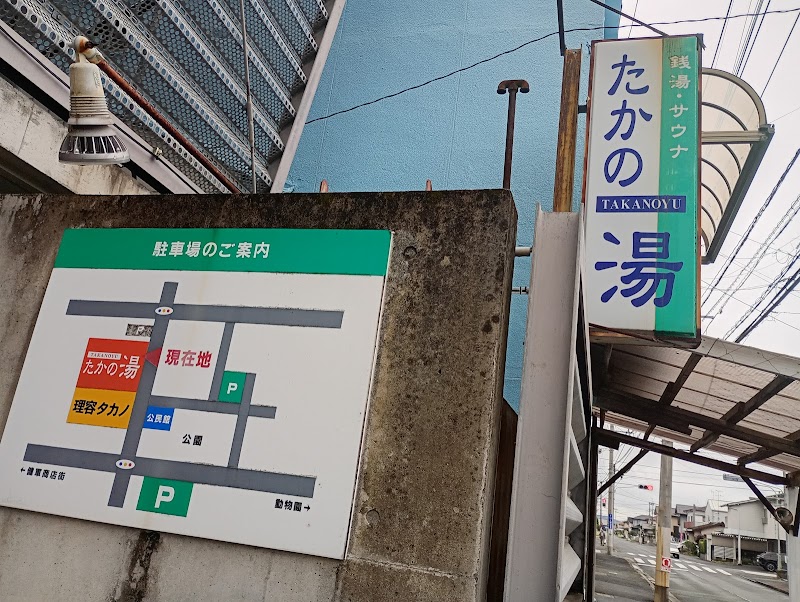 駐車場のご案内
TAKANOYU
たかの湯
現在地
理容タカノ
公民館
公園
P
P
←健軍商店街
動物園→
銭湯・サウナ
たかの
TAKANOYU
湯